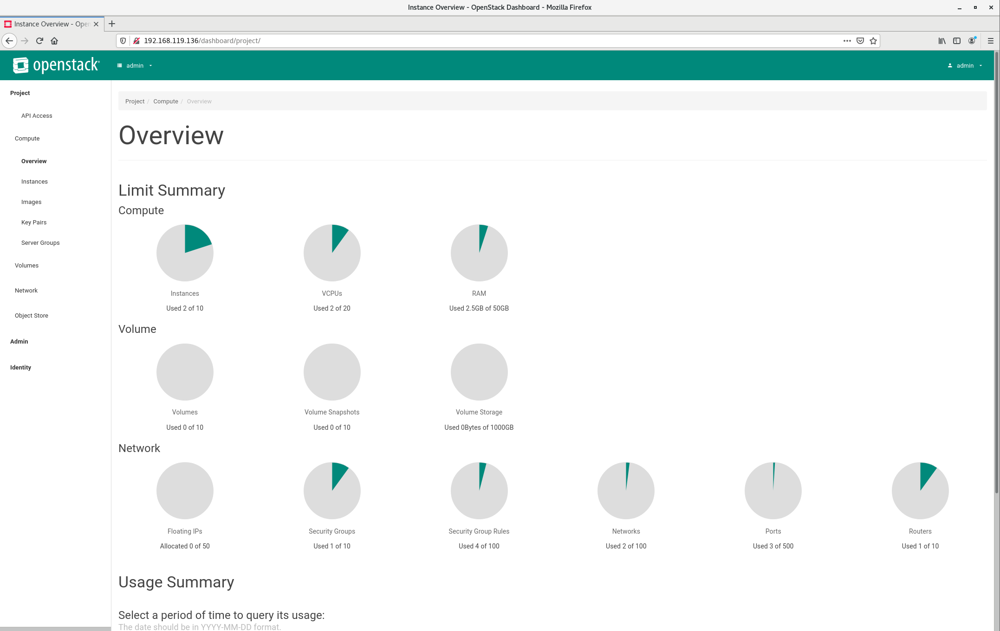 Instance Overview - OpenStack Dashboard - Mozilla Firefox
Instance Overview - Open
192.168.119.136/dashboard/project/
openstack
admin
admin
Project
API Access
Compute
Overview
Instances
Images
Key Pairs
Server Groups
Volumes
Network
Object Store
Admin
Identity
Project / Compute / Overview
Overview
Limit Summary
Compute
Instances
Used 2 of 10
VCPUs
Used 2 of 20
RAM
Used 2.5GB of 50GB
Volume
Volumes
Used 0 of 10
Volume Snapshots
Used 0 of 10
Volume Storage
Used 0Bytes of 1000GB
Network
Floating IPs
Allocated 0 of 50
Security Groups
Used 1 of 10
Security Group Rules
Used 4 of 100
Networks
Used 2 of 100
Ports
Used 3 of 500
Routers
Used 1 of 10
Usage Summary
Select a period of time to query its usage:
The date should be in YYYY-MM-DD format.